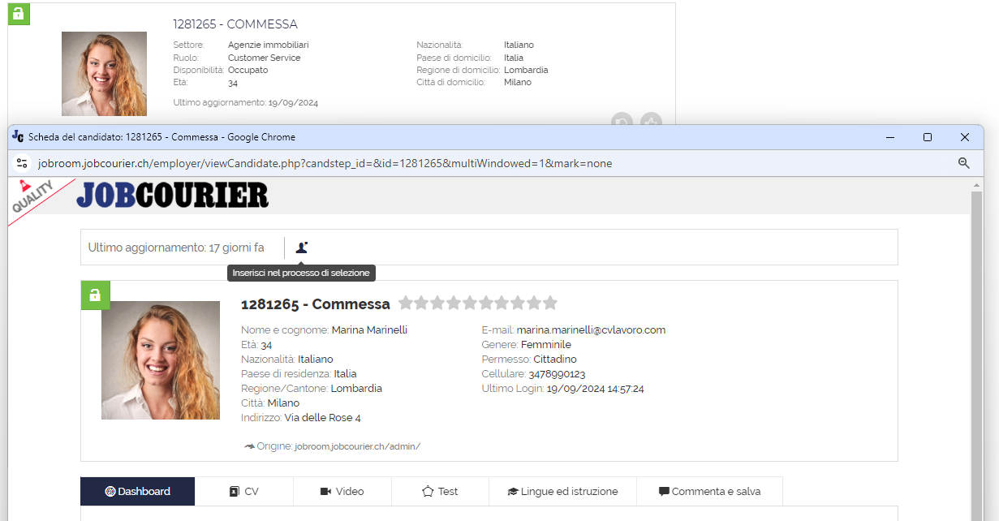 1281265 - COMMESSA
Settore: Agenzie immobiliari Nazionalità: Italiano
Ruolo: Customer Service Paese di domicilio: Italia
Disponibilità: Occupato Regione di domicilio: Lombardia
Età: 34 Città di domicilio: Milano
Ultimo aggiornamento: 19/09/2024
JC Scheda del candidato: 1281265 - Commessa - Google Chrome
jobroom.jobcourier.ch/employer/viewCandidate.php?candstep_id=&id=1281265&multiWindowed=1&mark=none
QUALITY JOBCOURIER
Ultimo aggiornamento: 17 giorni fa
Inserisci nel processo di selezione
1281265 - Commessa
Nome e cognome: Marina Marinelli E-mail: marina.marinelli@cvlavoro.com
Età: 34 Genere: Femminile
Nazionalità: Italiano Permesso: Cittadino
Paese di residenza: Italia Cellulare: 3478990123
Regione/Cantone: Lombardia Ultimo Login: 19/09/2024 14:57:24
Città: Milano
Indirizzo: Via delle Rose 4
Origine: jobroom.jobcourier.ch/admin/
Dashboard CV Video Test Lingue ed istruzione Commenta e salva